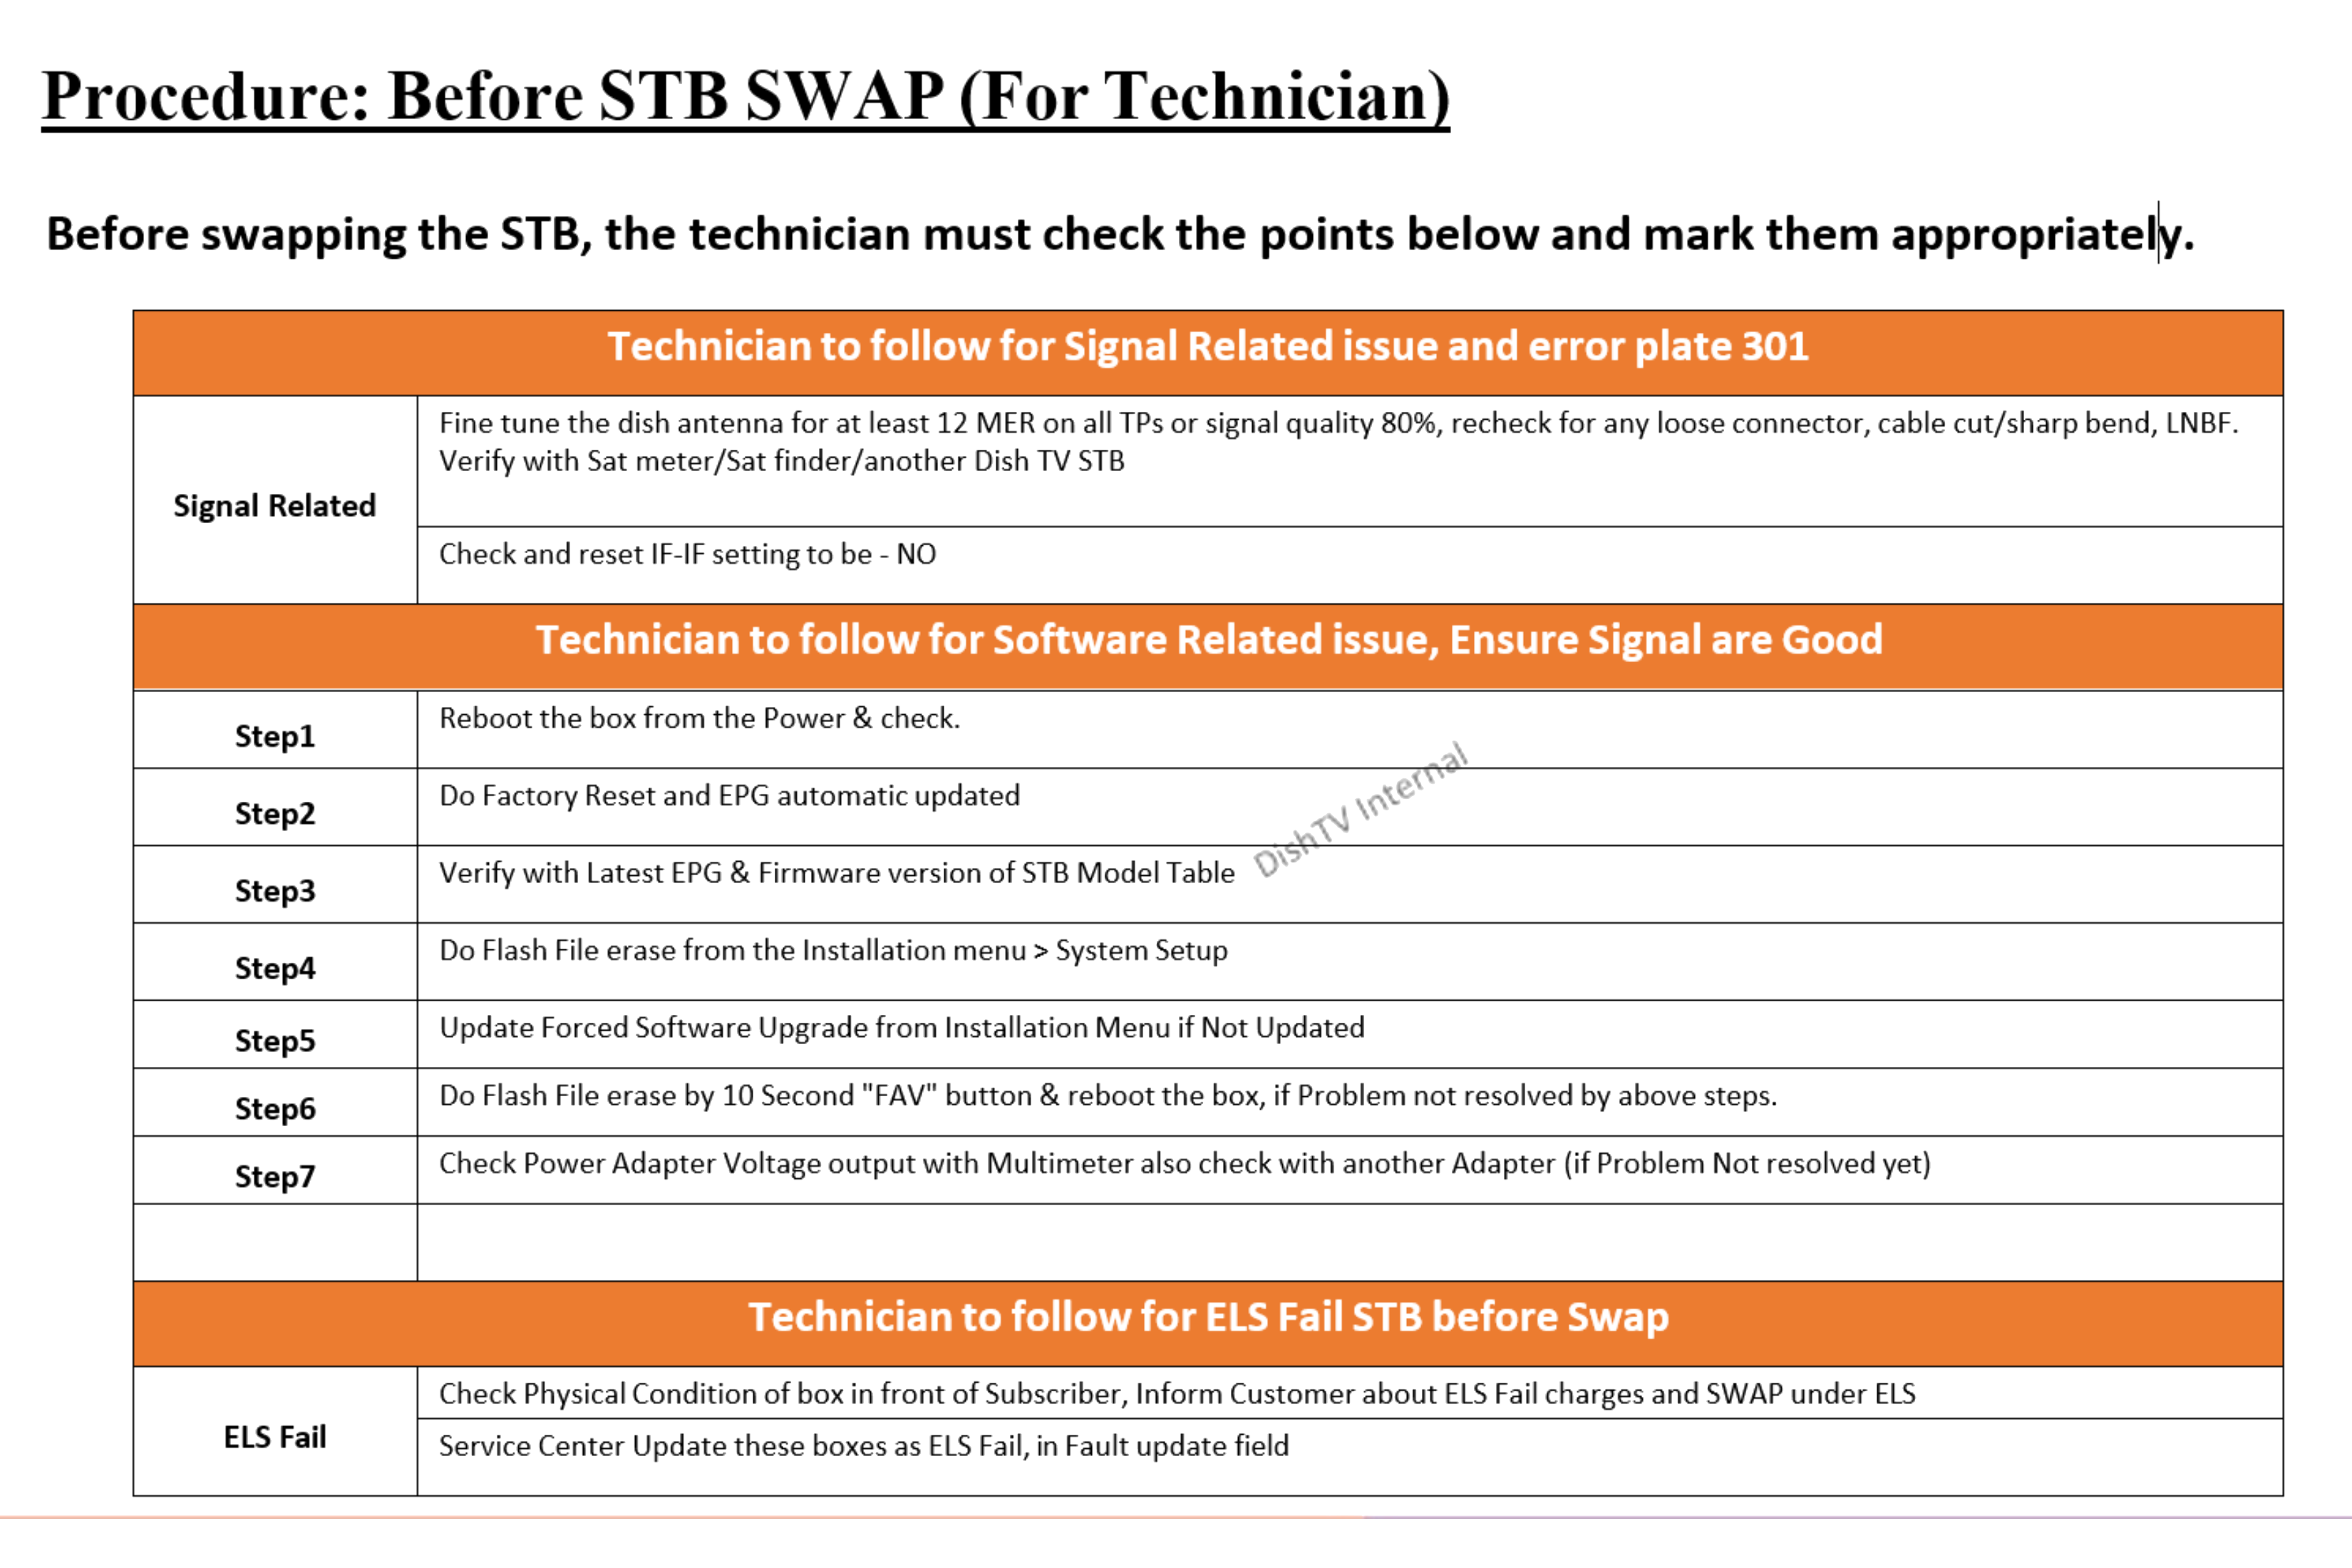 Procedure: Before STB SWAP (For Technician)
Before swapping the STB, the technician must check the points below and mark them appropriately.
Technician to follow for Signal Related issue and error plate 301
Signal Related
Fine tune the dish antenna for at least 12 MER on all TPs or signal quality 80%, recheck for any loose connector, cable cut/sharp bend, LNBF.
Verify with Sat meter/Sat finder/another Dish TV STB
Check and reset IF-IF setting to be - NO
Technician to follow for Software Related issue, Ensure Signal are Good
Step1
Reboot the box from the Power & check.
Step2
Do Factory Reset and EPG automatic updated
Step3
Verify with Latest EPG & Firmware version of STB Model Table
DishTV Internal
Step4
Do Flash File erase from the Installation menu > System Setup
Step5
Update Forced Software Upgrade from Installation Menu if Not Updated
Step6
Do Flash File erase by 10 Second "FAV" button & reboot the box, if Problem not resolved by above steps.
Step7
Check Power Adapter Voltage output with Multimeter also check with another Adapter (if Problem Not resolved yet)
Technician to follow for ELS Fail STB before Swap
ELS Fail
Check Physical Condition of box in front of Subscriber, Inform Customer about ELS Fail charges and SWAP under ELS
Service Center Update these boxes as ELS Fail, in Fault update field